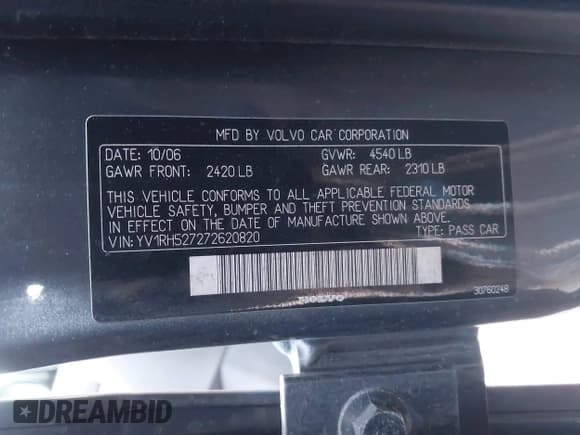 MFD BY VOLVO CAR CORPORATION
DATE: 10/06 GVWR: 4540 LB
GAWR FRONT: 2420 LB GAWR REAR: 2310 LB
THIS VEHICLE CONFORMS TO ALL APPLICABLE FEDERAL MOTOR
VEHICLE SAFETY, BUMPER AND THEFT PREVENTION STANDARDS
IN EFFECT ON THE DATE OF MANUFACTURE SHOWN ABOVE.
VIN: YV1RH527272620820 TYPE: PASS CAR
VOLVO
30760248
DREAMBID